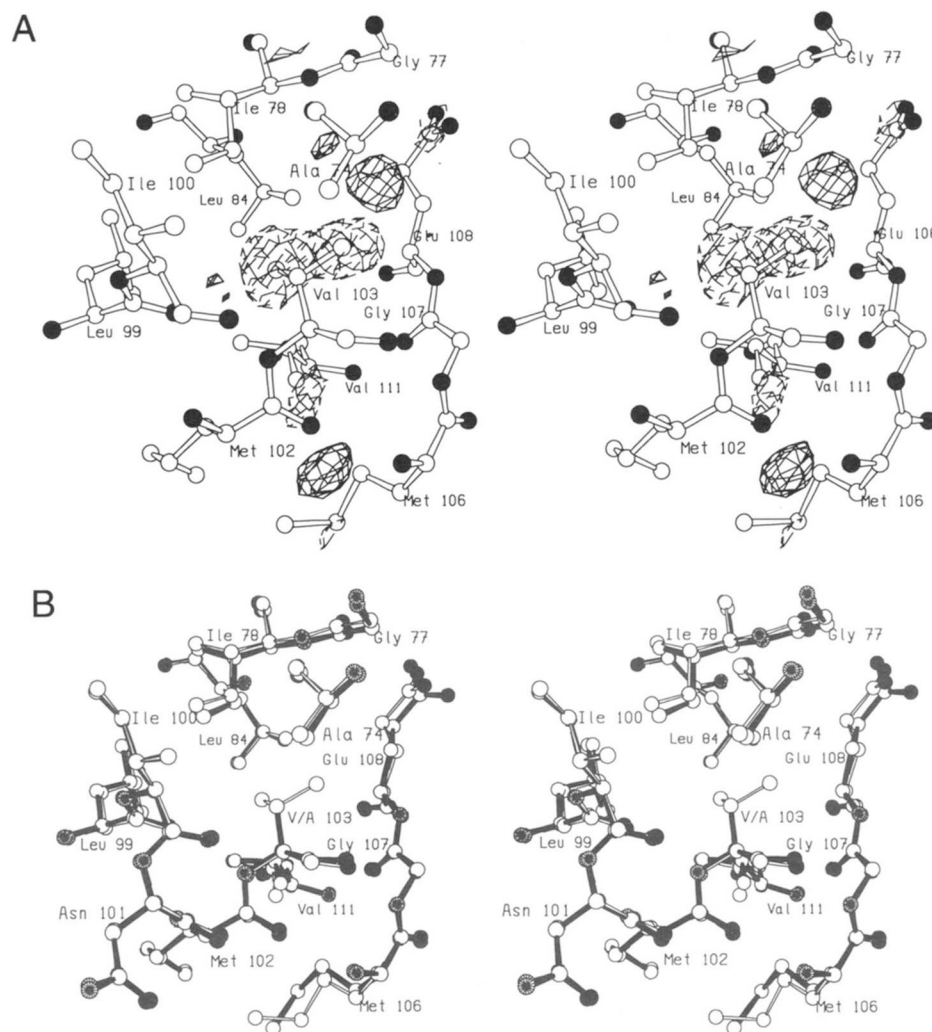 A
Gly 77
Ile 78
Ala 74
Ile 100
Leu 84
Glu 108
Val 103
Gly 107
Leu 99
Val 111
Met 102
Met 106
Gly 77
Ile 78
Ala 74
Ile 100
Leu 84
Glu 108
Val 103
Gly 107
Leu 99
Val 111
Met 102
Met 106
B
Ile 78
Gly 77
Ile 100
Leu 84
Ala 74
Glu 108
V/A 103
Leu 99
Gly 107
Asn 101
Val 111
Met 102
Met 106
Ile 78
Gly 77
Ile 100
Leu 84
Ala 74
Glu 108
V/A 103
Leu 99
Gly 107
Asn 101
Val 111
Met 102
Met 106